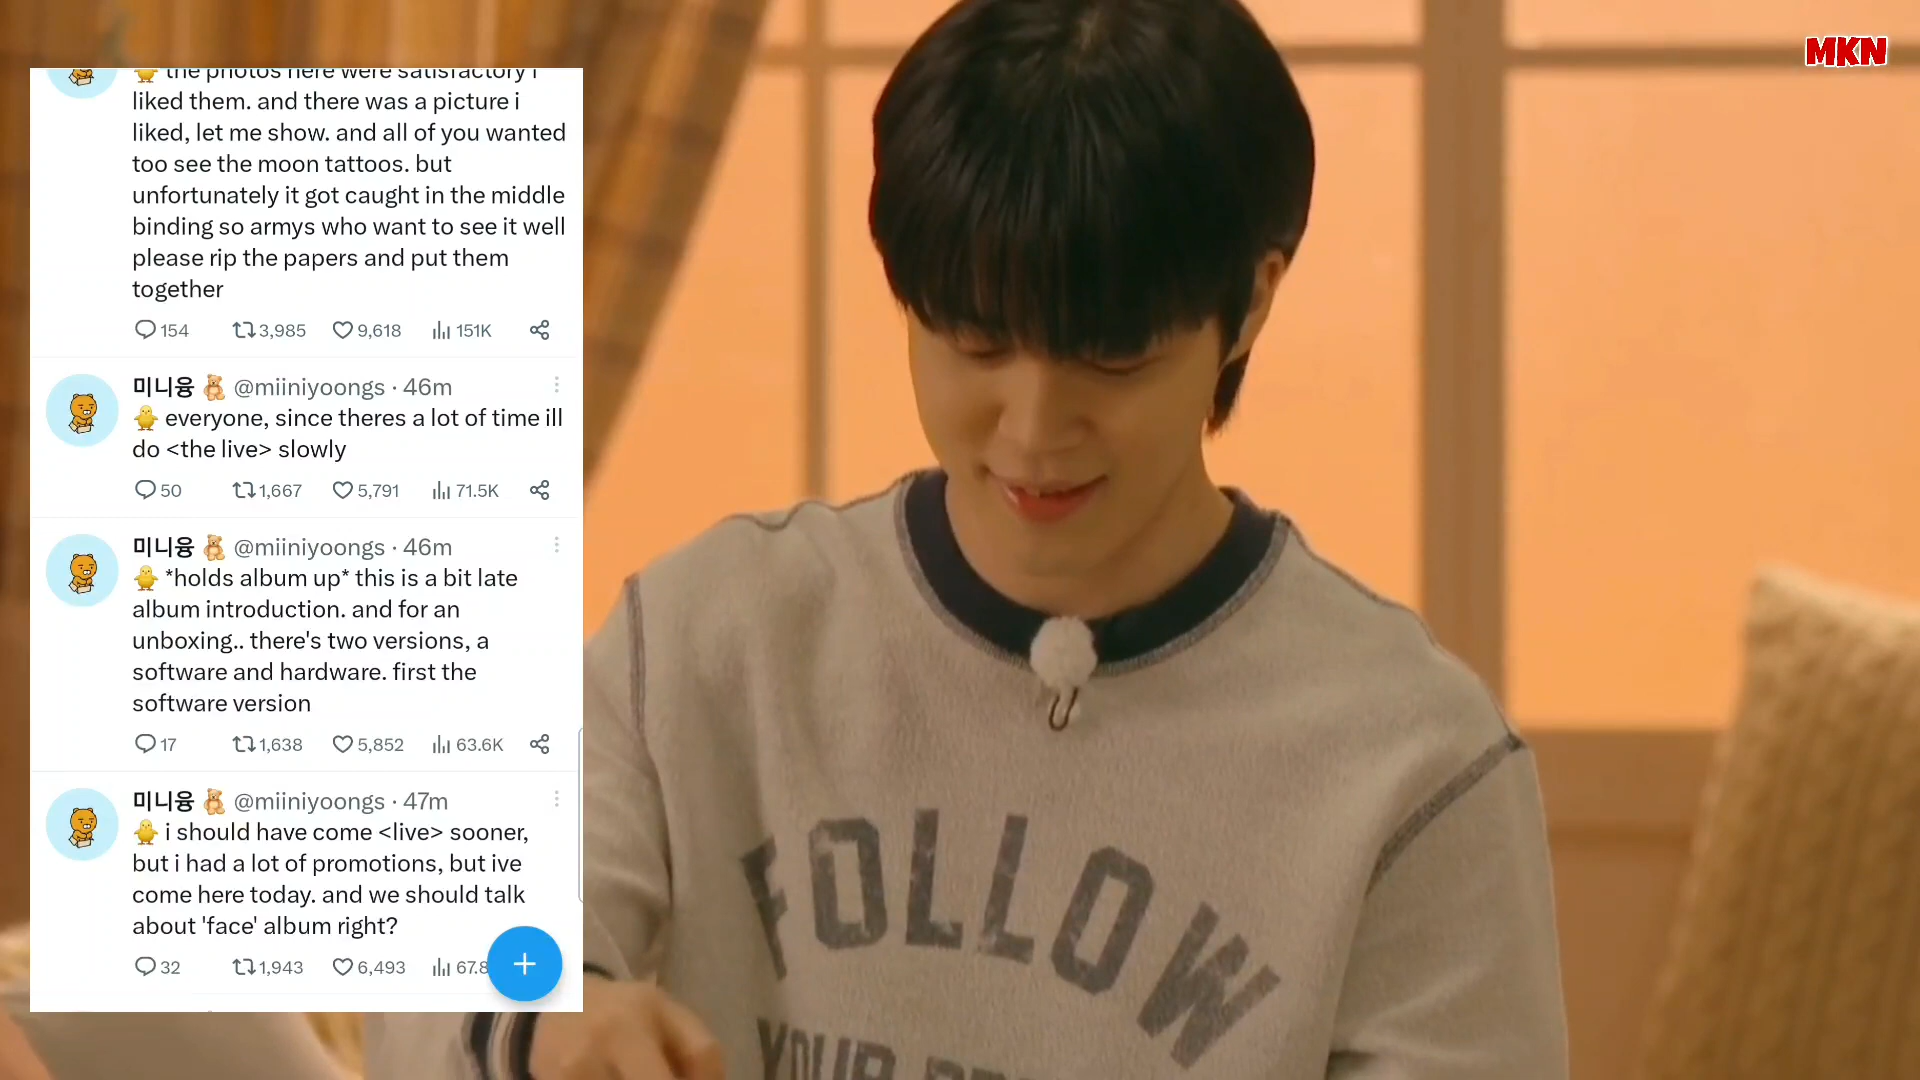 MKN
🐥 the photos here were satisfactory i
liked them. and there was a picture i
liked, let me show. and all of you wanted
too see the moon tattoos. but
unfortunately it got caught in the middle
binding so armys who want to see it well
please rip the papers and put them
together
154 3,985 9,618 151K
미니융 🧸 @miiniyoongs · 46m
🐥 everyone, since theres a lot of time ill
do <the live> slowly
50 1,667 5,791 71.5K
미니융 🧸 @miiniyoongs · 46m
🐥 *holds album up* this is a bit late
album introduction. and for an
unboxing.. there's two versions, a
software and hardware. first the
software version
17 1,638 5,852 63.6K
미니융 🧸 @miiniyoongs · 47m
🐥 i should have come <live> sooner,
but i had a lot of promotions, but ive
come here today. and we should talk
about 'face' album right?
32 1,943 6,493
FOLLOW
YOUR